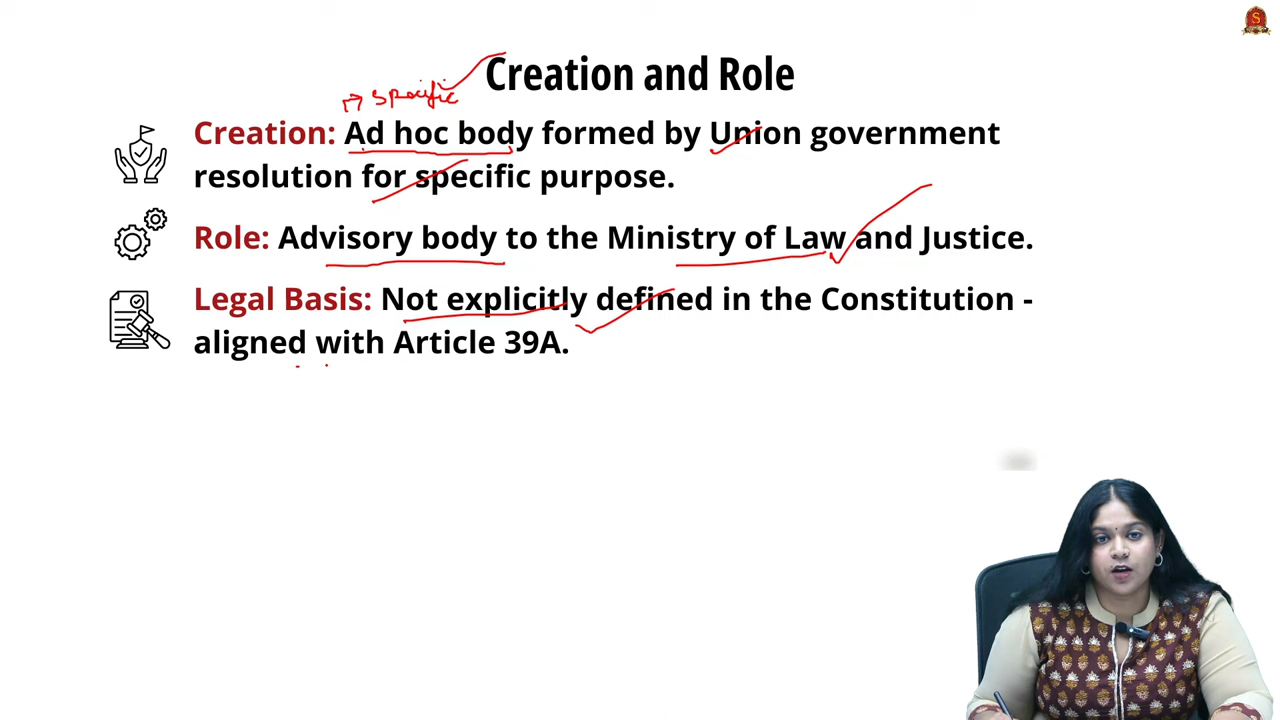 Creation and Role
↱ Specific
Creation: Ad hoc body formed by Union government
resolution for specific purpose.
Role: Advisory body to the Ministry of Law and Justice.
Legal Basis: Not explicitly defined in the Constitution -
aligned with Article 39A.
S